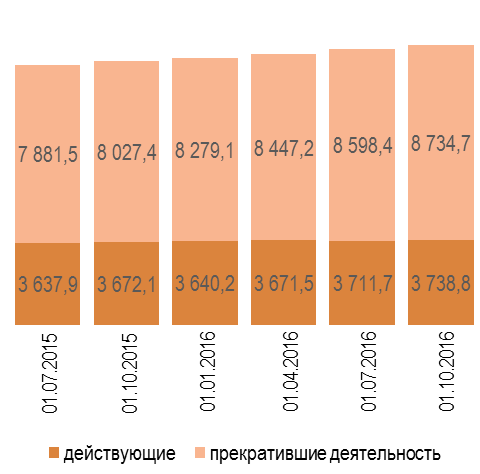 7 881,5 8 027,4 8 279,1 8 447,2 8 598,4 8 734,7
3 637,9 3 672,1 3 640,2 3 671,5 3 711,7 3 738,8
01.07.2015 01.10.2015 01.01.2016 01.04.2016 01.07.2016 01.10.2016
действующие прекратившие деятельность